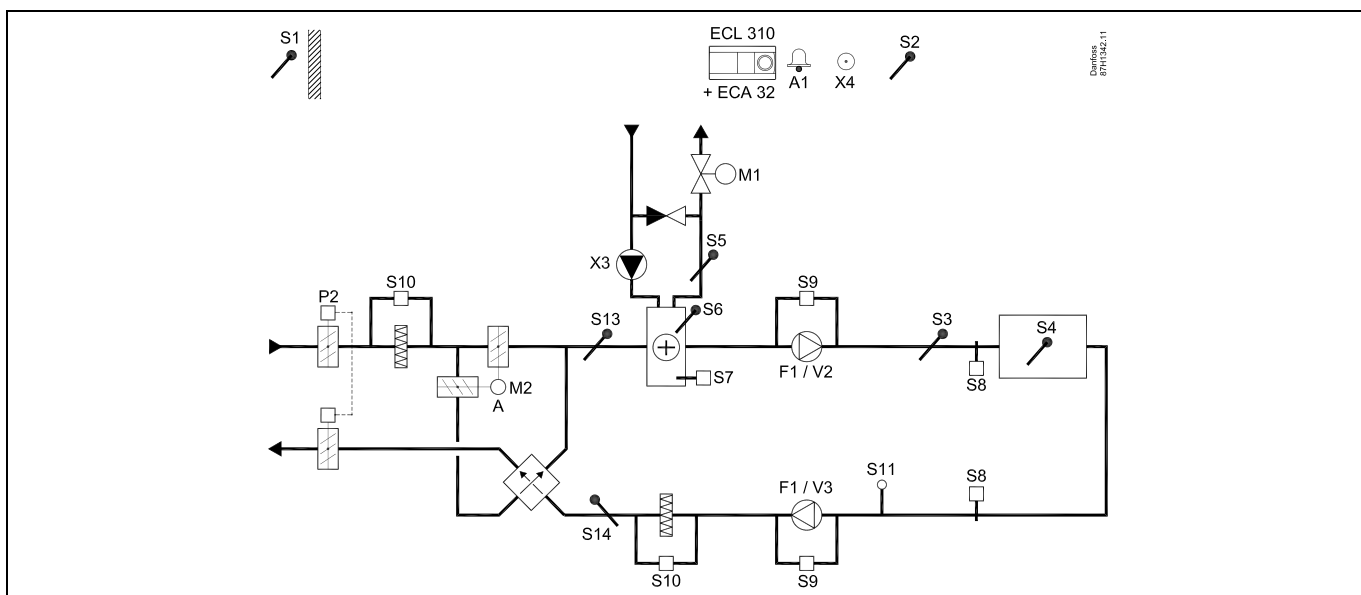 S1
ECL 310
+ ECA 32
A1
X4
S2
Danfoss
87H1342.11
M1
X3
S5
P2
S10
S13
S6
S9
S3
S4
S7
F1 / V2
S8
M2
A
S11
S8
F1 / V3
S14
S10
S9